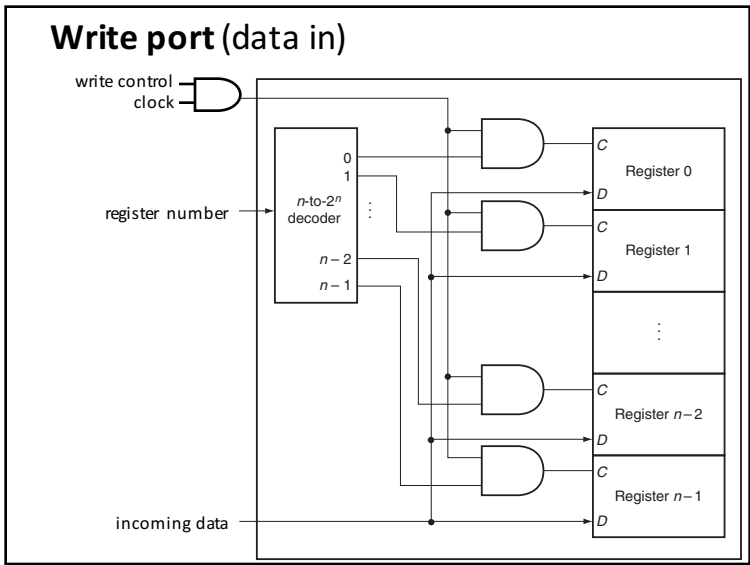 Write port (data in)
write control
clock
0
1
n-to-2ⁿ
decoder
⋮
register number
n – 2
n – 1
incoming data
C
Register 0
D
C
Register 1
D
⋮
C
Register n – 2
D
C
Register n – 1
D